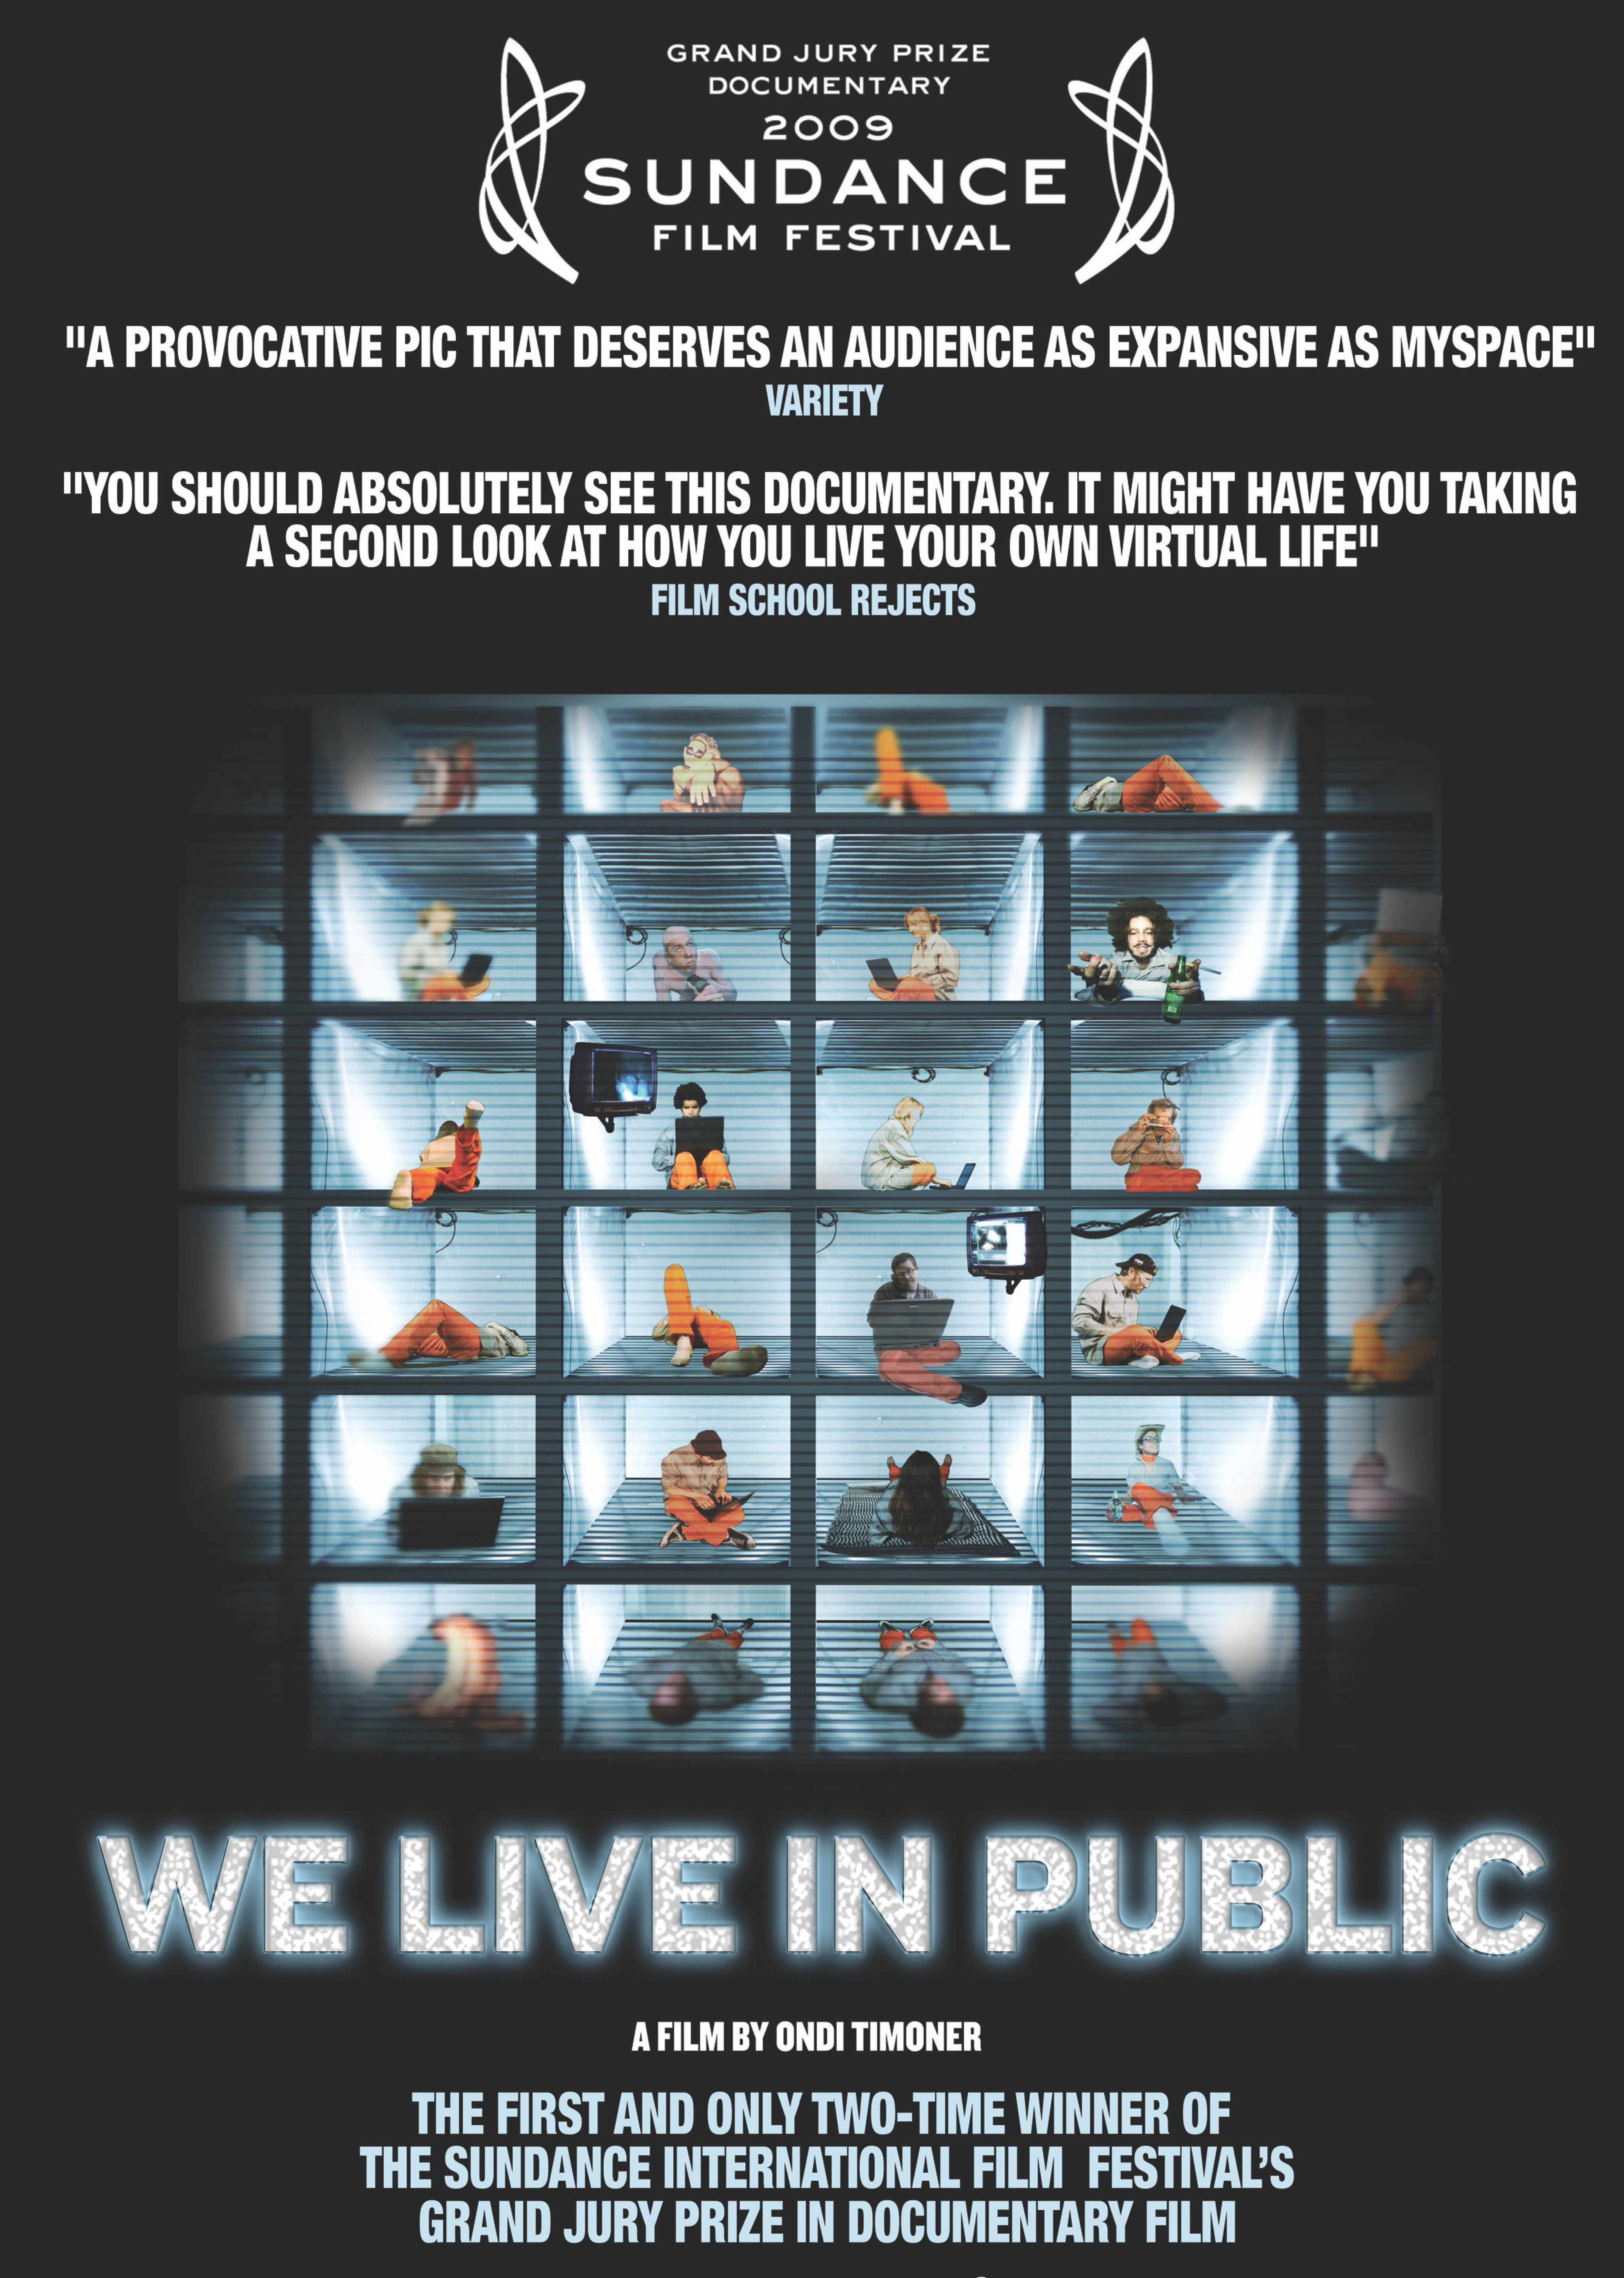 GRAND JURY PRIZE
DOCUMENTARY
2009
SUNDANCE
FILM FESTIVAL
"A PROVOCATIVE PIC THAT DESERVES AN AUDIENCE AS EXPANSIVE AS MYSPACE"
VARIETY
"YOU SHOULD ABSOLUTELY SEE THIS DOCUMENTARY. IT MIGHT HAVE YOU TAKING
A SECOND LOOK AT HOW YOU LIVE YOUR OWN VIRTUAL LIFE"
FILM SCHOOL REJECTS
WE LIVE IN PUBLIC
A FILM BY ONDI TIMONER
THE FIRST AND ONLY TWO-TIME WINNER OF
THE SUNDANCE INTERNATIONAL FILM FESTIVAL'S
GRAND JURY PRIZE IN DOCUMENTARY FILM